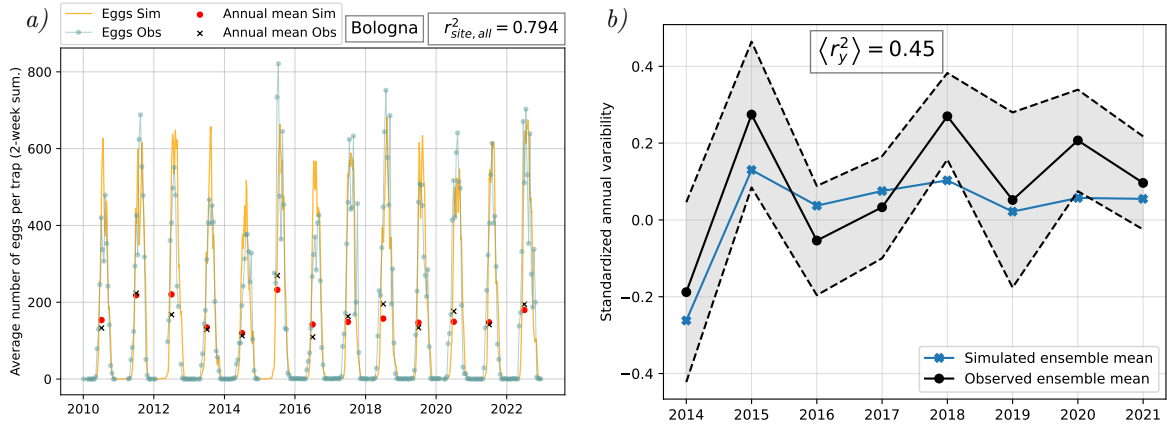 a)
Eggs Sim
Eggs Obs
Annual mean Sim
Annual mean Obs
Bologna
r²site, all = 0.794
Average number of eggs per trap (2-week sum.)
800
600
400
200
0
2010 2012 2014 2016 2018 2020 2022
b)
⟨r²y⟩ = 0.45
Standardized annual varaibility
0.4
0.2
0.0
−0.2
−0.4
Simulated ensemble mean
Observed ensemble mean
2014 2015 2016 2017 2018 2019 2020 2021